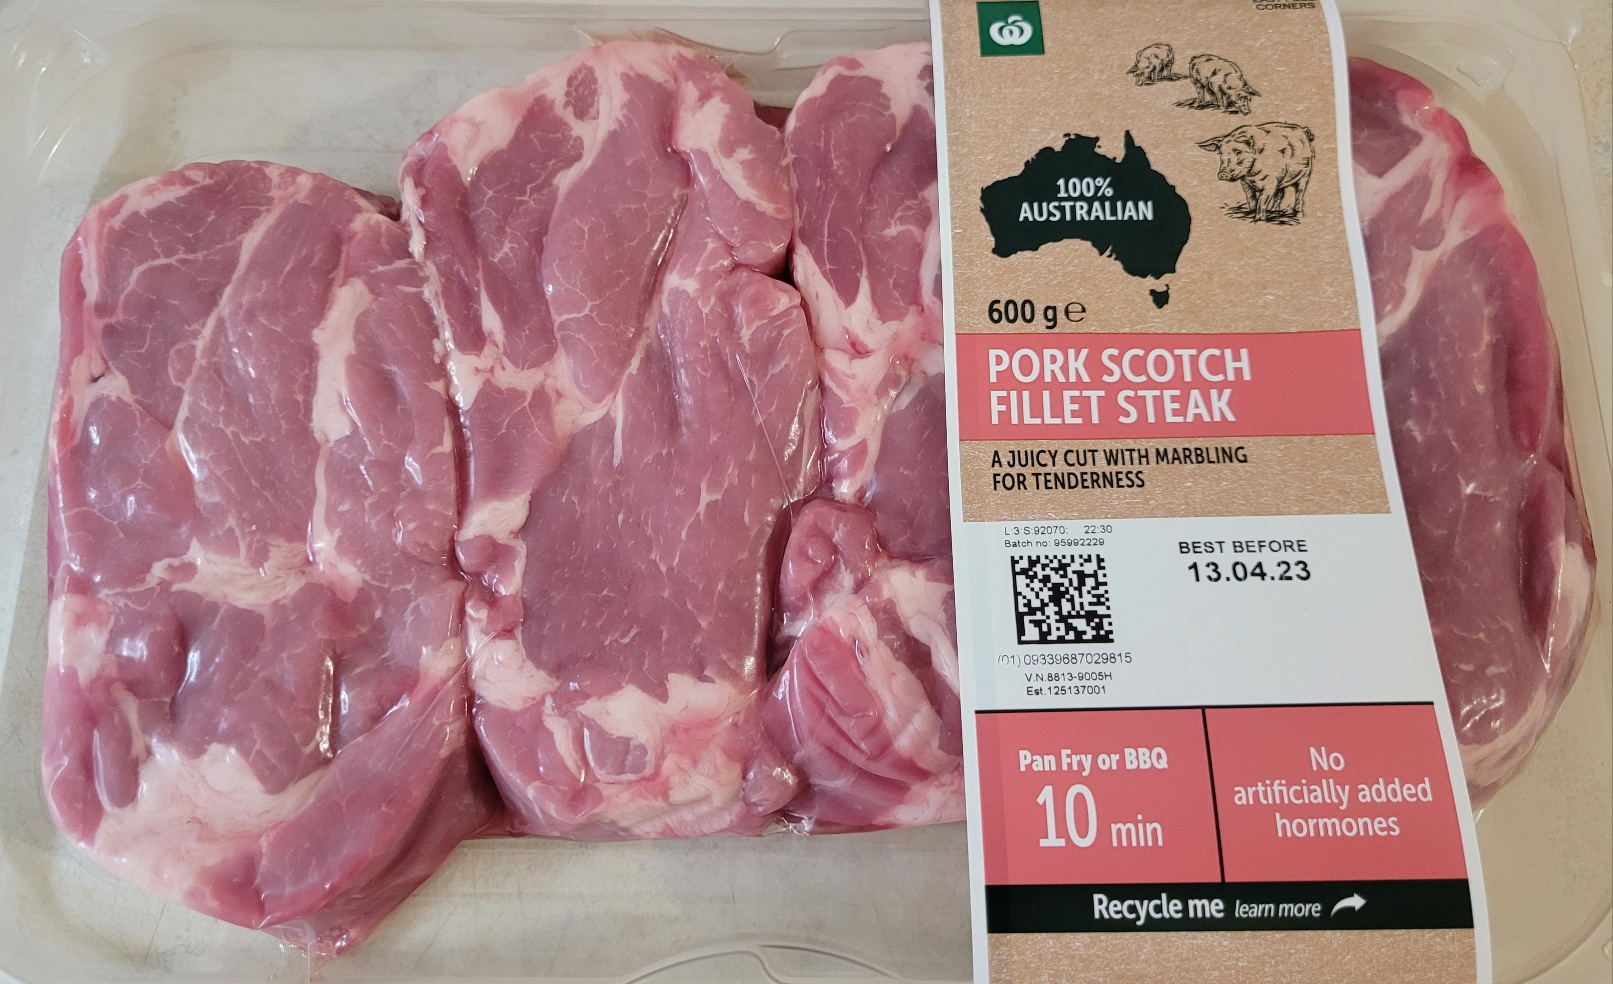 CORNERS
100%
AUSTRALIAN
600 g ℮
PORK SCOTCH
FILLET STEAK
A JUICY CUT WITH MARBLING
FOR TENDERNESS
L:3:S:92070: 22:30
Batch no: 95992229
BEST BEFORE
13.04.23
(01)09339687029815
V.N.8813-9005H
Est.125137001
Pan Fry or BBQ
10 min
No
artificially added
hormones
Recycle me learn more